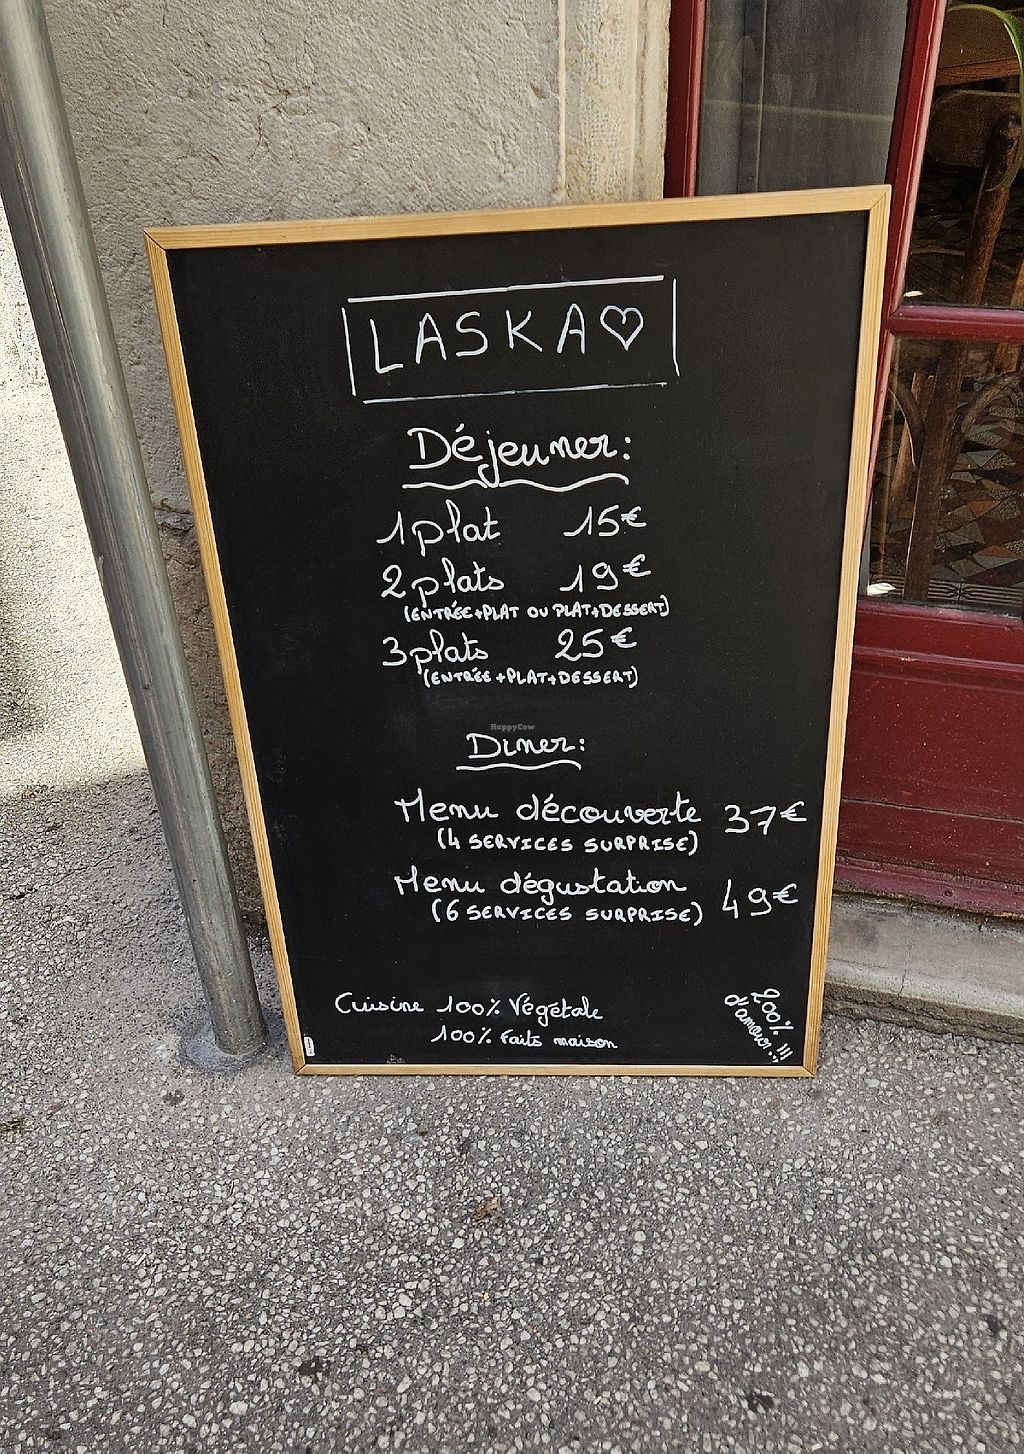 LASKA♡
Déjeuner:
1 plat 15€
2 plats 19€
(ENTRÉE+PLAT OU PLAT+DESSERT)
3 plats 25€
(ENTRÉE+PLAT+DESSERT)
HappyCow
Diner:
Menu découverte 37€
(4 SERVICES SURPRISE)
Menu dégustation 49€
(6 SERVICES SURPRISE)
Cuisine 100% Végétale
100% Faits maison
200%
d'amour!!!